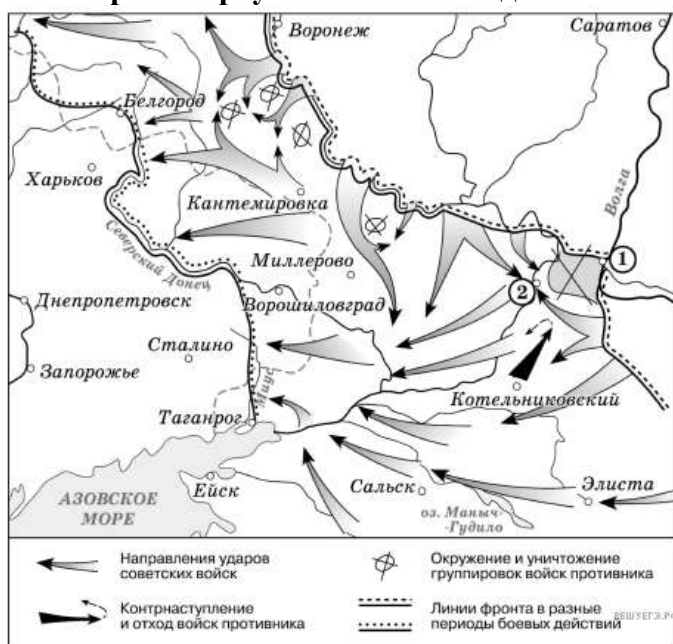 Воронеж
Саратов
Белгород
Волга
Харьков
Кантемировка
Северский Донец
1
Миллерово
2
Днепропетровск
Ворошиловград
Сталино
Запорожье
Миус
Котельниковский
Таганрог
Элиста
Ейск
Сальск
АЗОВСКОЕ
МОРЕ
оз. Маныч-
-Гудило
Направления ударов
советских войск
Окружение и уничтожение
группировок войск противника
Контрнаступление
и отход войск противника
Линии фронта в разные
периоды боевых действий